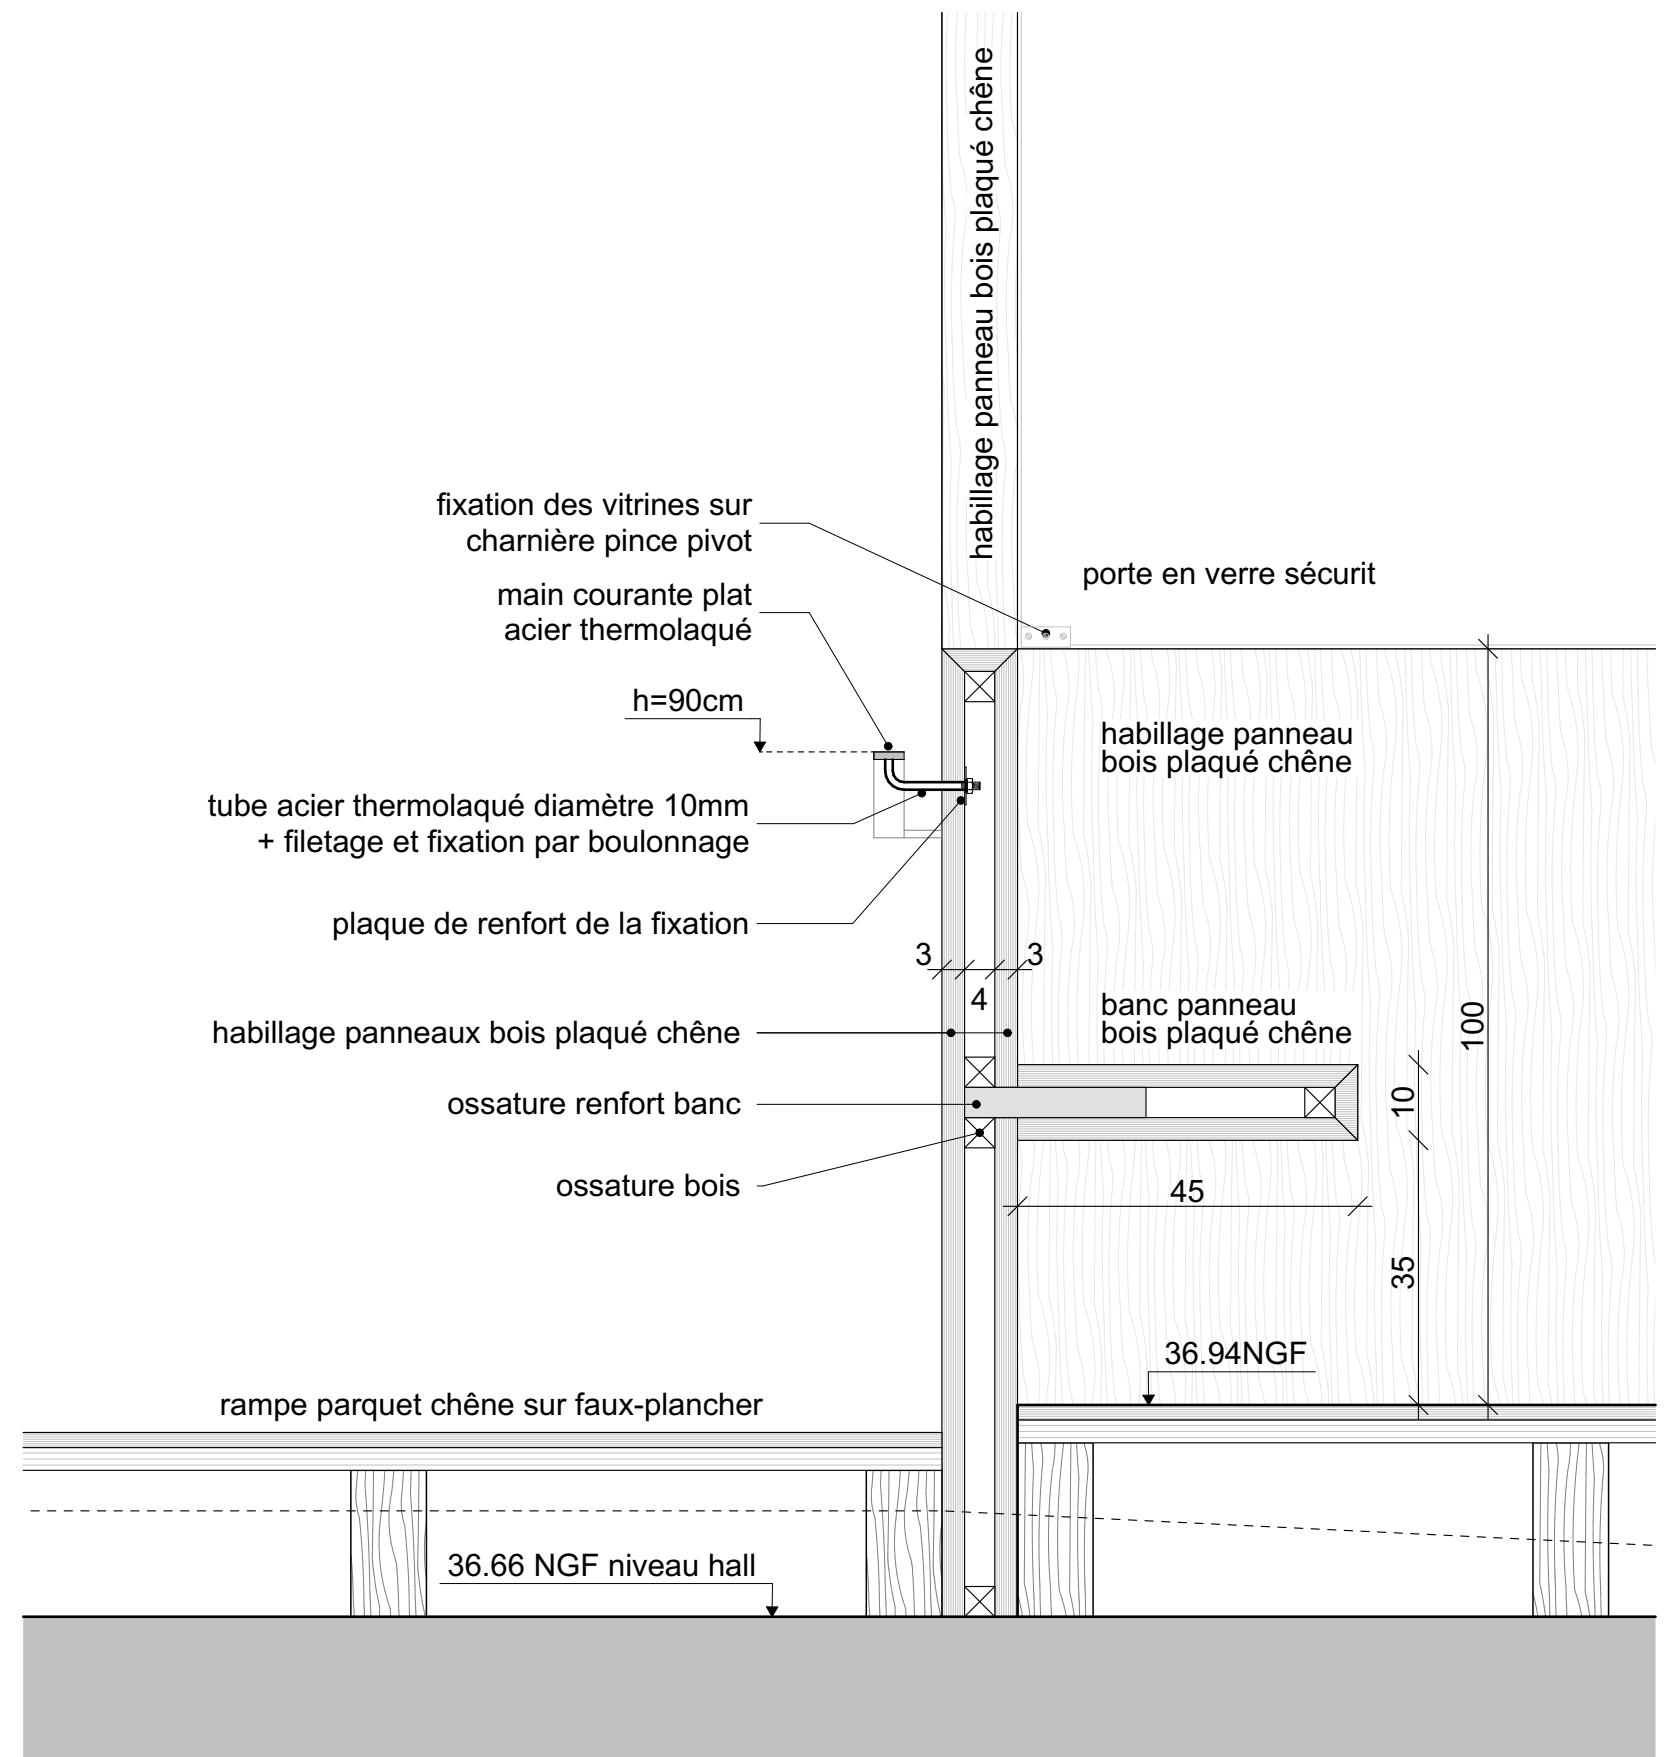 habillage panneau bois plaqué chêne
fixation des vitrines sur
charnière pince pivot
porte en verre sécurit
main courante plat
acier thermolaqué
h=90cm
habillage panneau
bois plaqué chêne
tube acier thermolaqué diamètre 10mm
+ filetage et fixation par boulonnage
plaque de renfort de la fixation
3
3
4
banc panneau
bois plaqué chêne
100
habillage panneaux bois plaqué chêne
ossature renfort banc
10
ossature bois
45
35
36.94NGF
rampe parquet chêne sur faux-plancher
36.66 NGF niveau hall